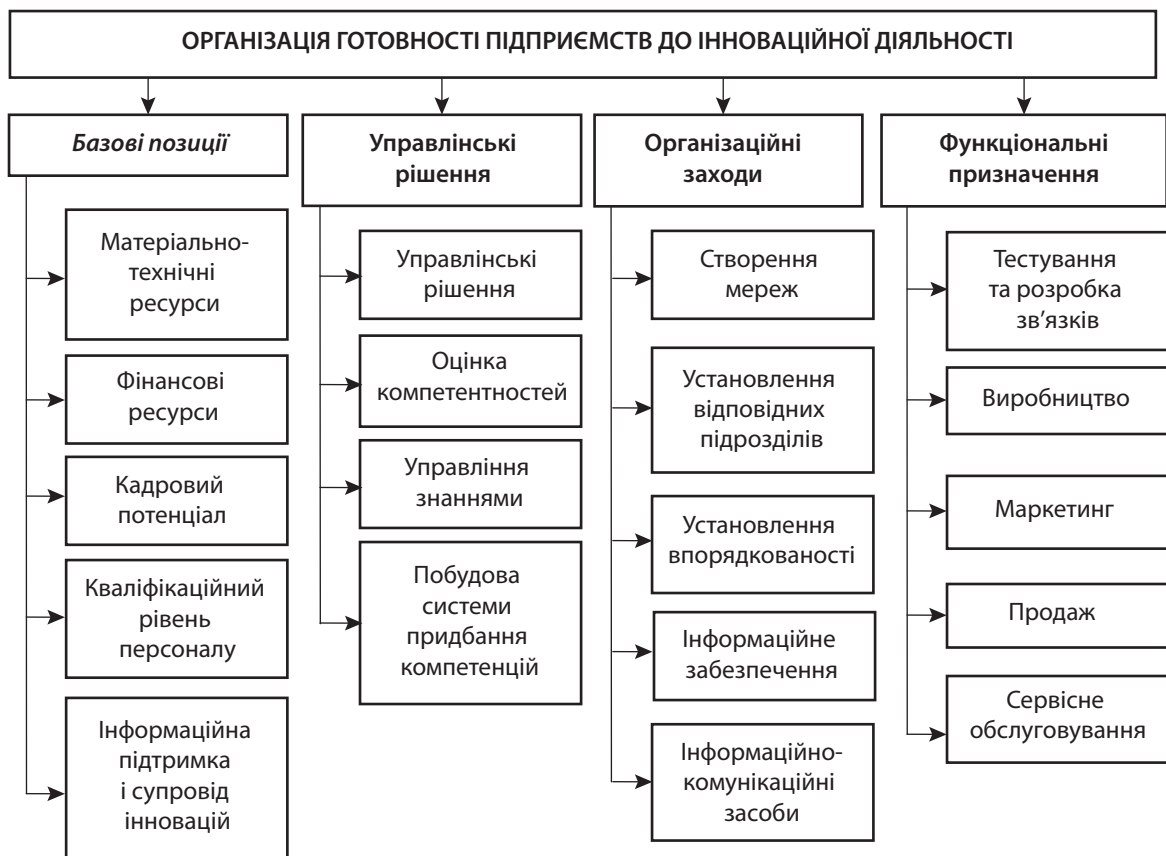 ОРГАНІЗАЦІЯ ГОТОВНОСТІ ПІДПРИЄМСТВ ДО ІННОВАЦІЙНОЇ ДІЯЛЬНОСТІ
Базові позиції
Матеріально-
технічні
ресурси
Фінансові
ресурси
Кадровий
потенціал
Кваліфікаційний
рівень
персоналу
Інформаційна
підтримка
і супровід
інновацій
Управлінські
рішення
Управлінські
рішення
Оцінка
компетентностей
Управління
знаннями
Побудова
системи
придбання
компетенцій
Організаційні
заходи
Створення
мереж
Установлення
відповідних
підрозділів
Установлення
впорядкованості
Інформаційне
забезпечення
Інформаційно-
комунікаційні
засоби
Функціональні
призначення
Тестування
та розробка
зв'язків
Виробництво
Маркетинг
Продаж
Сервісне
обслуговування